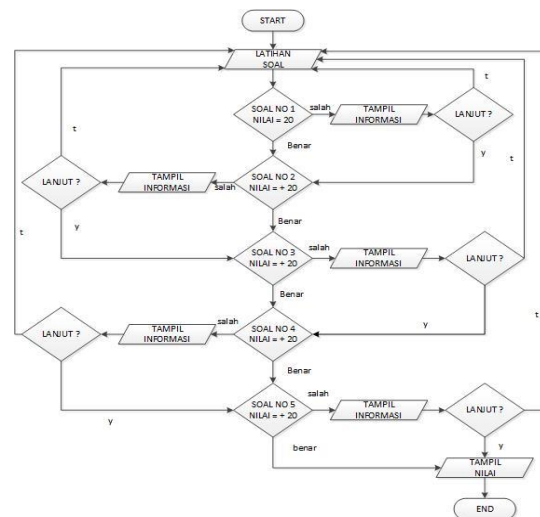 START
LATIHAN
SOAL
t
SOAL NO 1
NILAI = 20
salah
TAMPIL
INFORMASI
LANJUT ?
t
Benar
y
LANJUT ?
TAMPIL
INFORMASI
salah
SOAL NO 2
NILAI = + 20
t
Benar
y
t
SOAL NO 3
NILAI = + 20
salah
TAMPIL
INFORMASI
LANJUT ?
Benar
LANJUT ?
TAMPIL
INFORMASI
salah
SOAL NO 4
NILAI = + 20
y
t
Benar
y
SOAL NO 5
NILAI = + 20
salah
TAMPIL
INFORMASI
LANJUT ?
benar
y
TAMPIL
NILAI
END